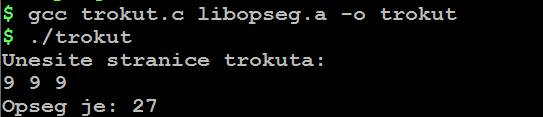 $ gcc trokut.c libopseg.a -o trokut
$ ./trokut
Unesite stranice trokuta:
9 9 9
Opseg je: 27